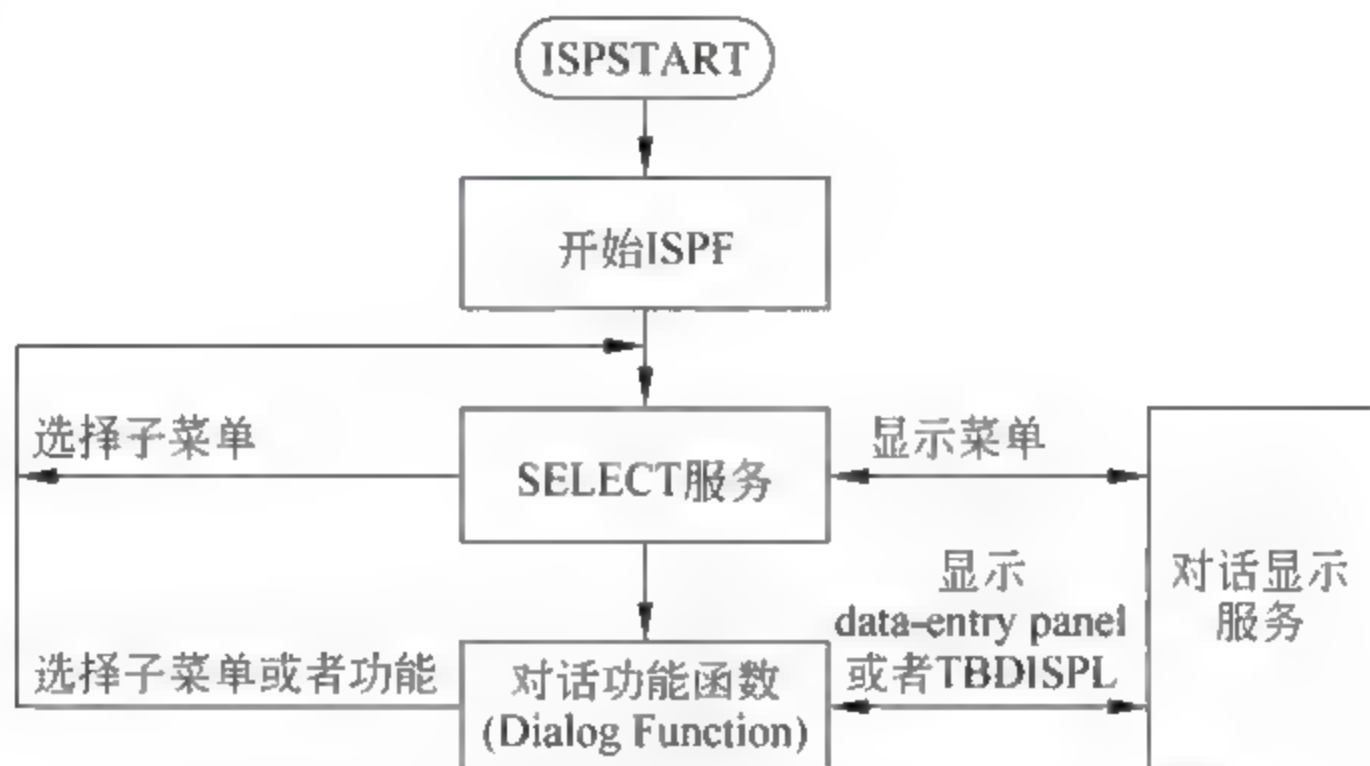 ISPSTART
开始ISPF
选择子菜单
SELECT服务
显示菜单
选择子菜单或者功能
对话功能函数
(Dialog Function)
显示
data-entry panel
或者TBDISPL
对话显示
服务